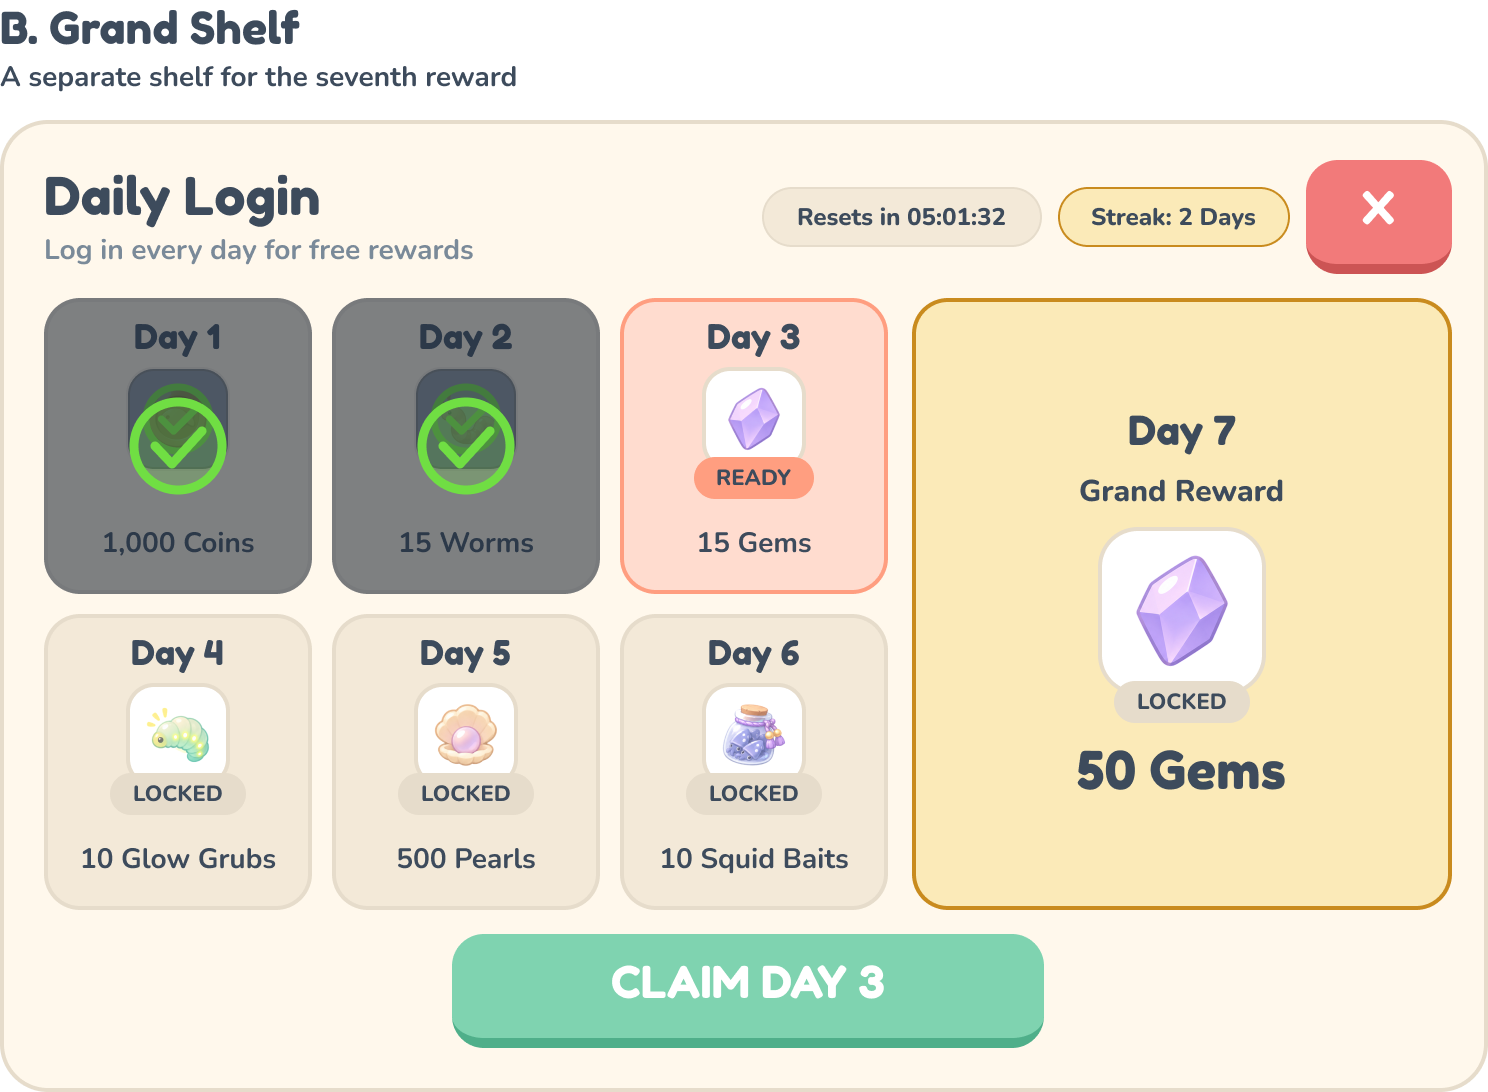 B. Grand Shelf
A separate shelf for the seventh reward
Daily Login
Log in every day for free rewards
Resets in 05:01:32
Streak: 2 Days
Day 1
1,000 Coins
Day 2
15 Worms
Day 3
READY
15 Gems
Day 4
LOCKED
10 Glow Grubs
Day 5
LOCKED
500 Pearls
Day 6
LOCKED
10 Squid Baits
Day 7
Grand Reward
LOCKED
50 Gems
CLAIM DAY 3